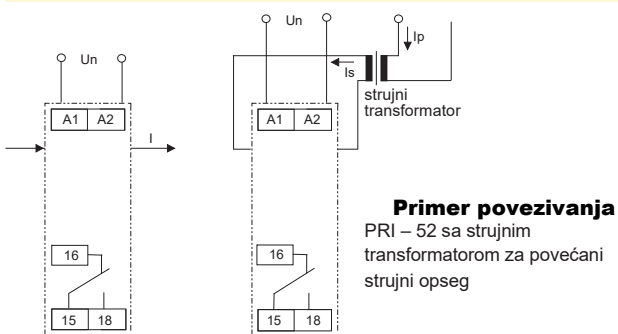 Un
A1 A2
I
16
15 18
Un
Ip
Is
strujni
transformator
A1 A2
16
15 18
Primer povezivanja
PRI – 52 sa strujnim
transformatorom za povećani
strujni opseg